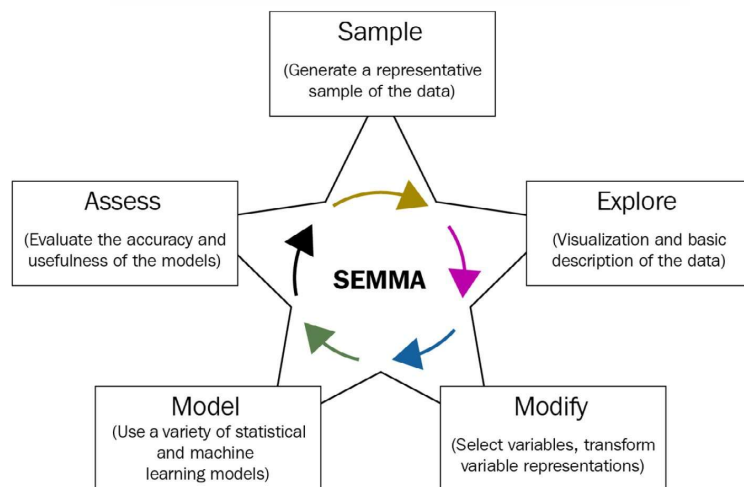 Sample
(Generate a representative
sample of the data)
Assess
(Evaluate the accuracy and
usefulness of the models)
Explore
(Visualization and basic
description of the data)
SEMMA
Model
(Use a variety of statistical
and machine
learning models)
Modify
(Select variables, transform
variable representations)